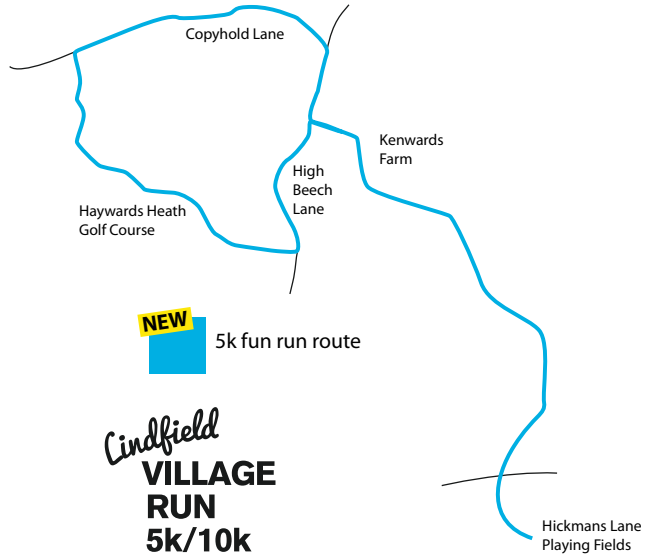 Copyhold Lane
Kenwards
Farm
High
Beech
Lane
Haywards Heath
Golf Course
NEW
5k fun run route
Lindfield
VILLAGE
RUN
5k/10k
Hickmans Lane
Playing Fields